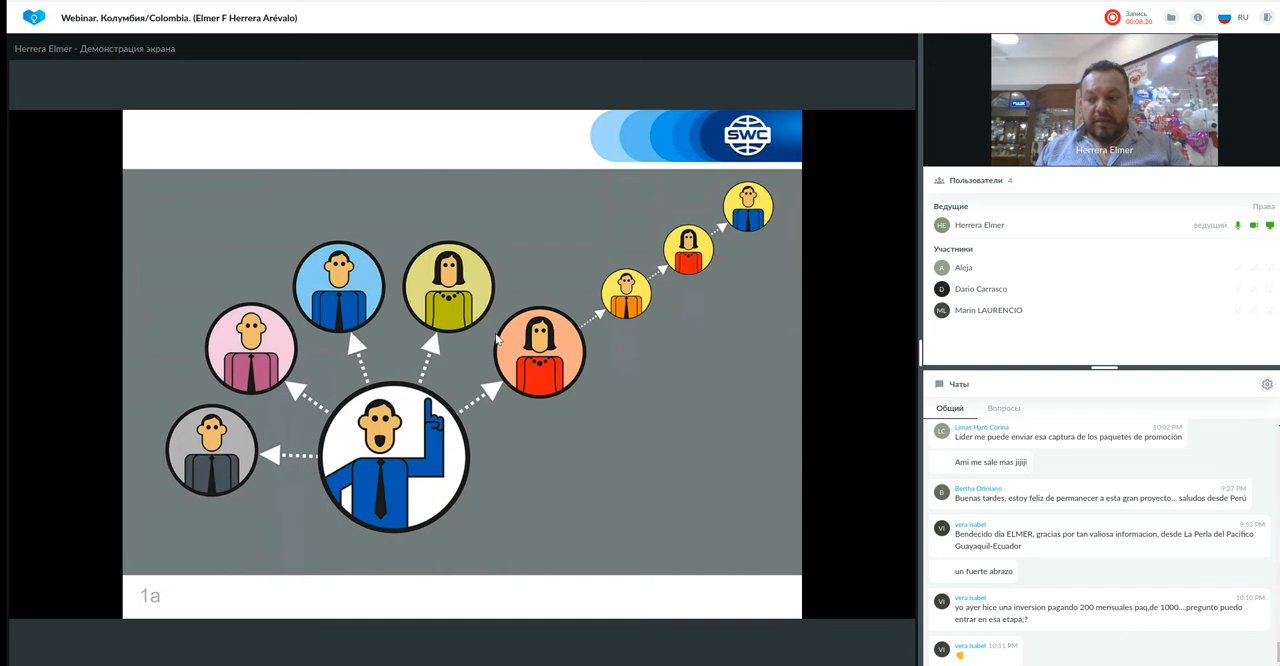 Webinar. Колумбия/Colombia. (Elmer F Herrera Arévalo)
Запись
00:08:20
RU
Herrera Elmer - Демонстрация экрана
SWC
1a
Herrera Elmer
Пользователи 4
Ведущие Права
HE Herrera Elmer ведущий
Участники
A Aleja
D Dario Carrasco
ML Marin LAURENCIO
Чаты
Общий Вопросы
LC Limas Haro Corina 10:02 PM
Líder me puede enviar esa captura de los paquetes de promoción
Ami me sale mas jijiji
B Bertha Otiniano 9:27 PM
Buenas tardes, estoy feliz de permanecer a esta gran proyecto... saludos desde Perú
VI vera isabel 9:53 PM
Bendecido dia ELMER, gracias por tan valiosa informacion, desde La Perla del Pacifico
Guayaquil-Ecuador
un fuerte abrazo
VI vera isabel 10:10 PM
yo ayer hice una inversion pagando 200 mensuales paq,de 1000....pregunto puedo
entrar en esa etapa;?
VI vera isabel 10:11 PM